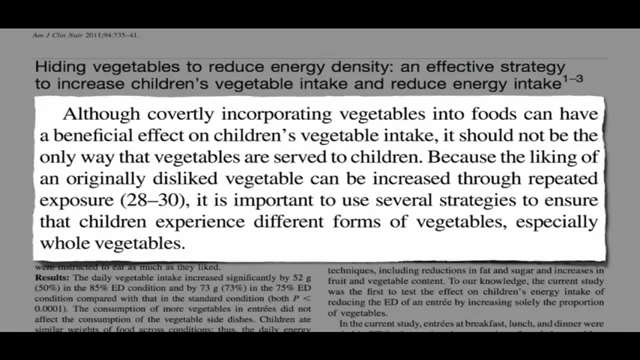 Am J Clin Nutr 2011;94:735–41.
Hiding vegetables to reduce energy density: an effective strategy
to increase children's vegetable intake and reduce energy intake1–3
Although covertly incorporating vegetables into foods can have
a beneficial effect on children's vegetable intake, it should not be the
only way that vegetables are served to children. Because the liking of
an originally disliked vegetable can be increased through repeated
exposure (28–30), it is important to use several strategies to ensure
that children experience different forms of vegetables, especially
whole vegetables.
were instructed to eat as much as they liked.
Results: The daily vegetable intake increased significantly by 52 g
(50%) in the 85% ED condition and by 73 g (73%) in the 75% ED
condition compared with that in the standard condition (both P <
0.0001). The consumption of more vegetables in entrées did not
affect the consumption of the vegetable side dishes. Children ate
similar weights of food across conditions; thus, the daily energy
techniques, including reductions in fat and sugar and increases in
fruit and vegetable content. To our knowledge, the current study
was the first to test the effect on children's energy intake of
reducing the ED of an entrée by increasing solely the proportion
of vegetables.
In the current study, entrées at breakfast, lunch, and dinner were